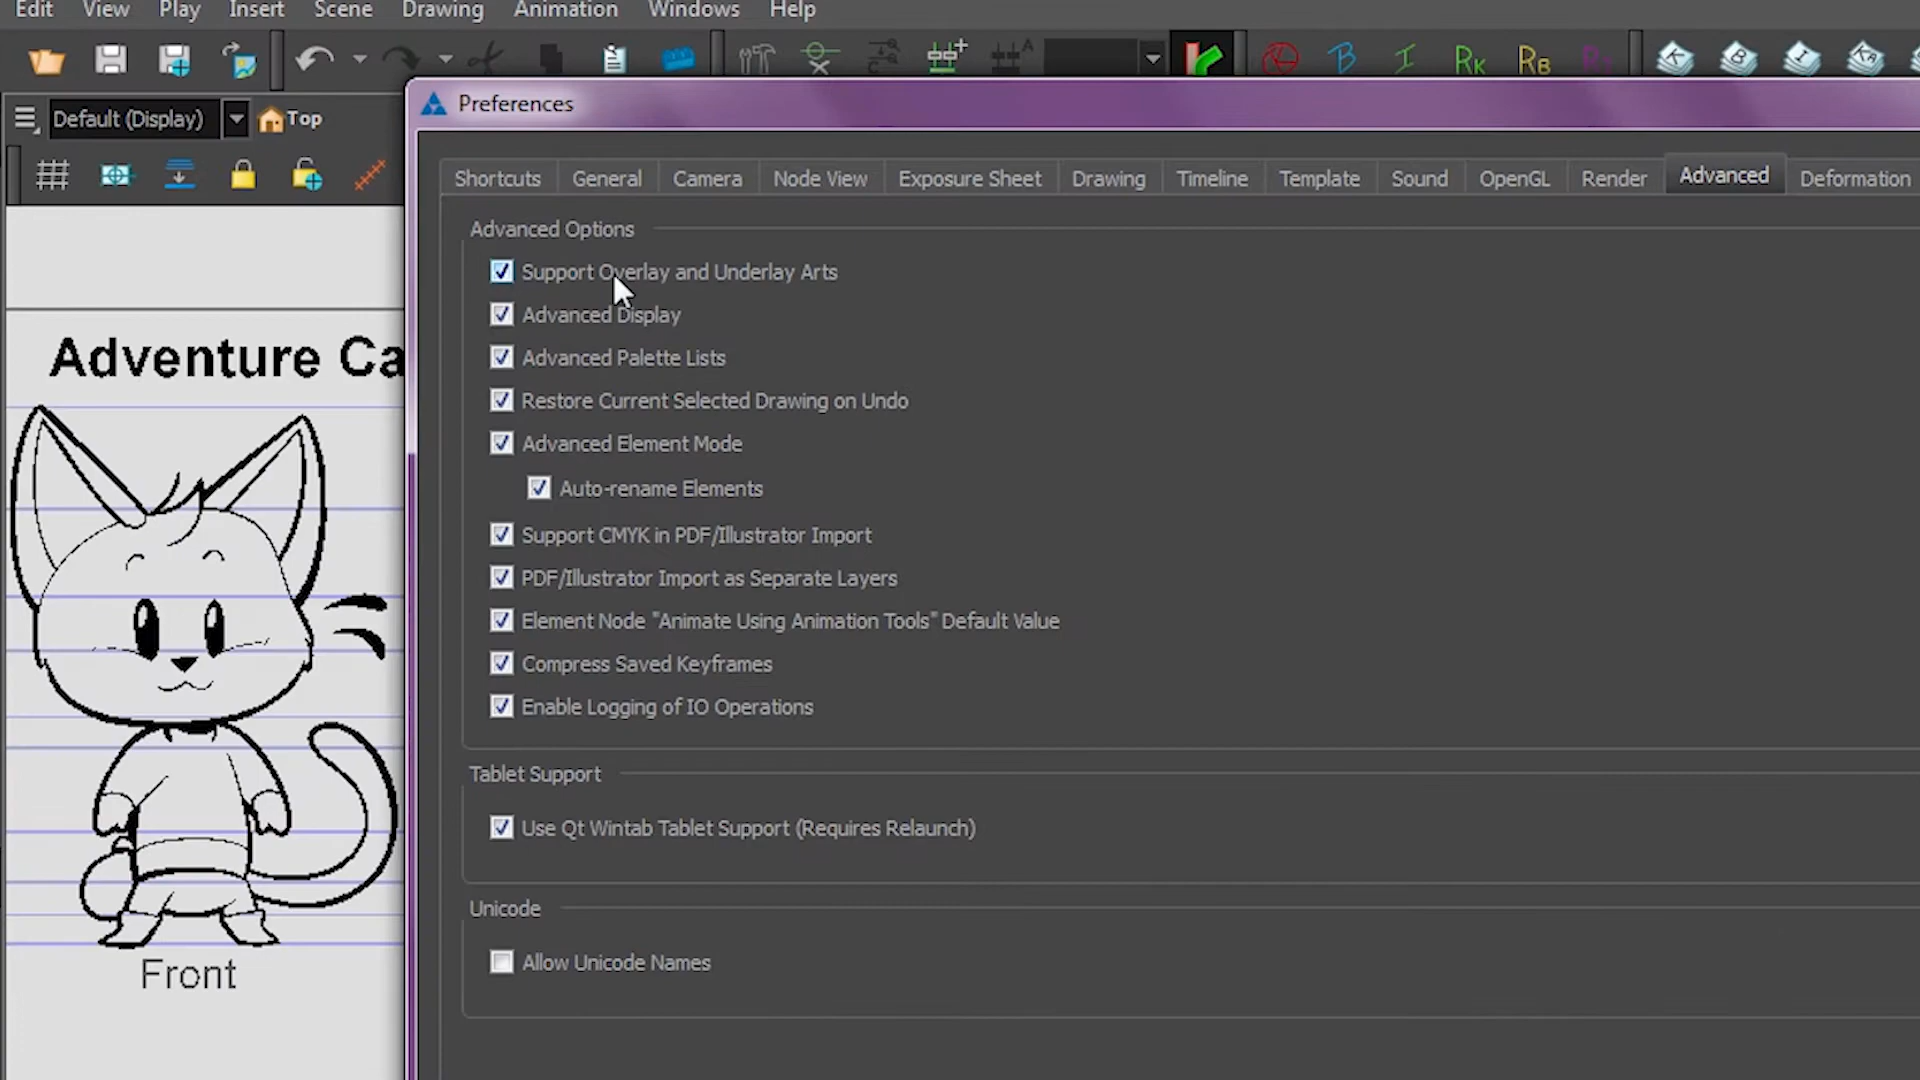 Edit View Play Insert Scene Drawing Animation Windows Help
Default (Display) Top
Preferences
Shortcuts General Camera Node View Exposure Sheet Drawing Timeline Template Sound OpenGL Render Advanced Deformation
Advanced Options
Support Overlay and Underlay Arts
Advanced Display
Advanced Palette Lists
Restore Current Selected Drawing on Undo
Advanced Element Mode
Auto-rename Elements
Support CMYK in PDF/Illustrator Import
PDF/Illustrator Import as Separate Layers
Element Node "Animate Using Animation Tools" Default Value
Compress Saved Keyframes
Enable Logging of IO Operations
Tablet Support
Use Qt Wintab Tablet Support (Requires Relaunch)
Unicode
Allow Unicode Names
Adventure Ca
Front